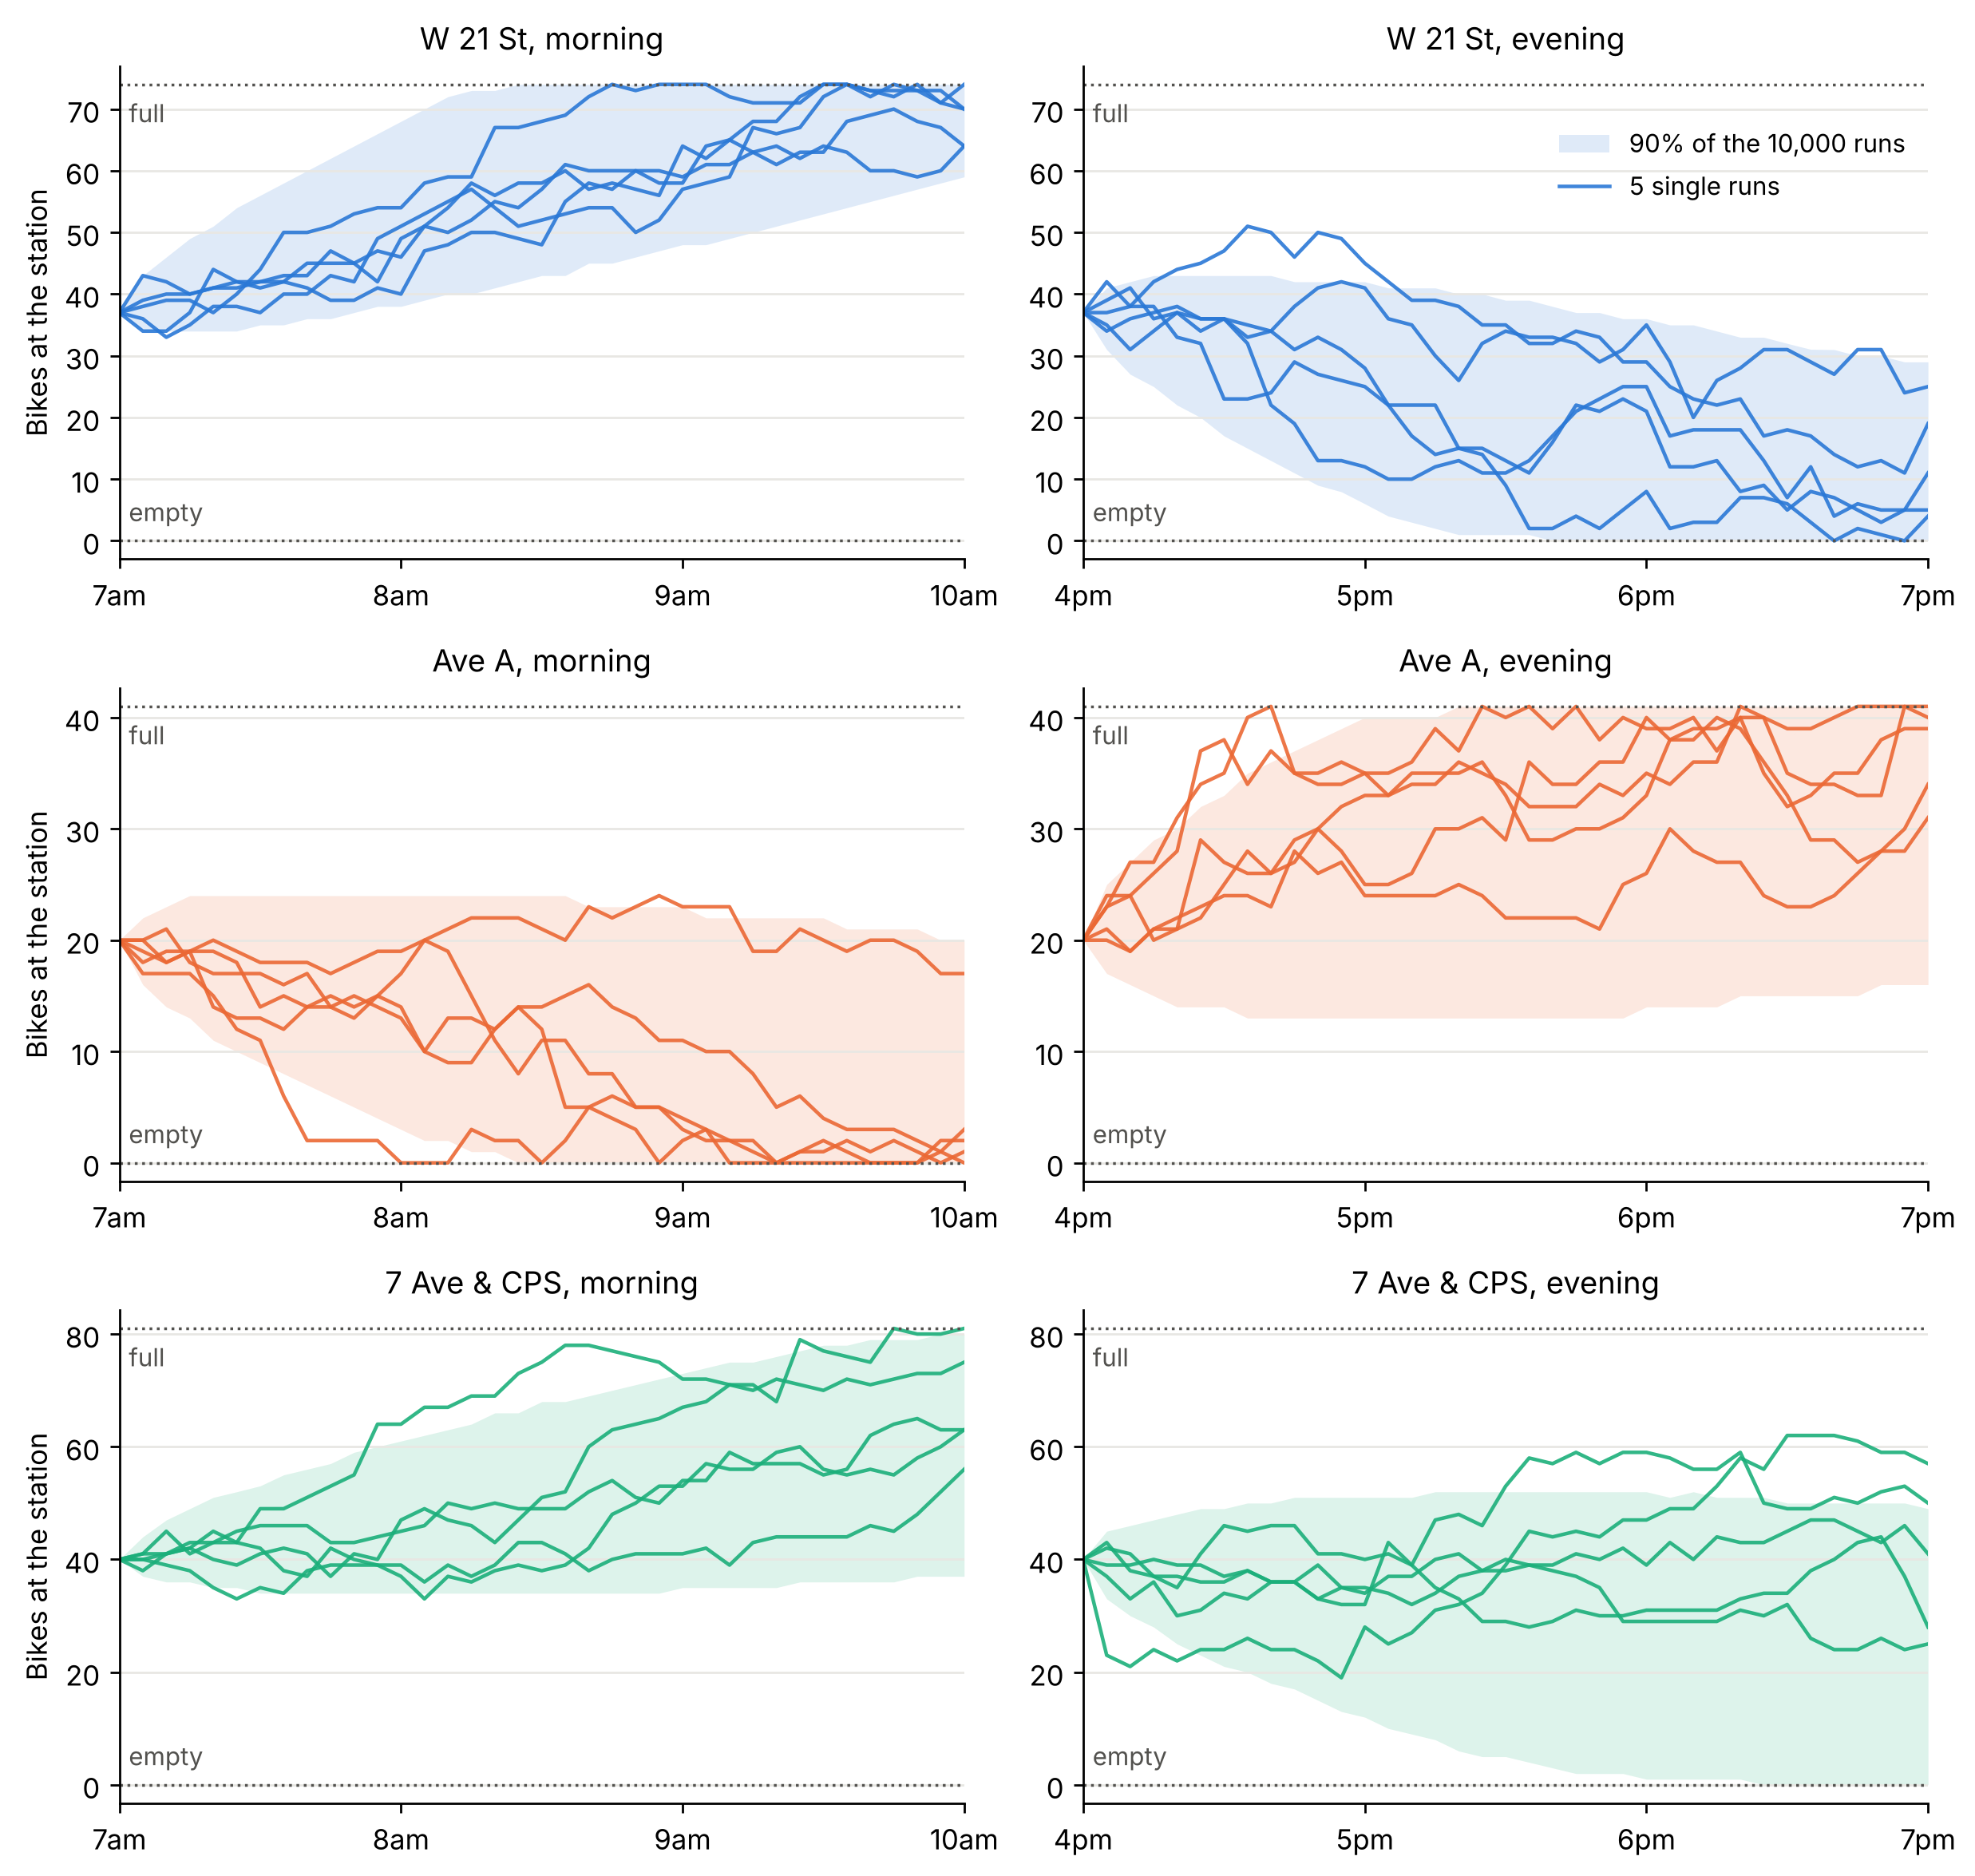 W 21 St, morning
Bikes at the station
70
60
50
40
30
20
10
0
full
empty
7am 8am 9am 10am
W 21 St, evening
70
60
50
40
30
20
10
0
full
empty
90% of the 10,000 runs
5 single runs
4pm 5pm 6pm 7pm
Ave A, morning
Bikes at the station
40
30
20
10
0
full
empty
7am 8am 9am 10am
Ave A, evening
40
30
20
10
0
full
empty
4pm 5pm 6pm 7pm
7 Ave & CPS, morning
Bikes at the station
80
60
40
20
0
full
empty
7am 8am 9am 10am
7 Ave & CPS, evening
80
60
40
20
0
full
empty
4pm 5pm 6pm 7pm